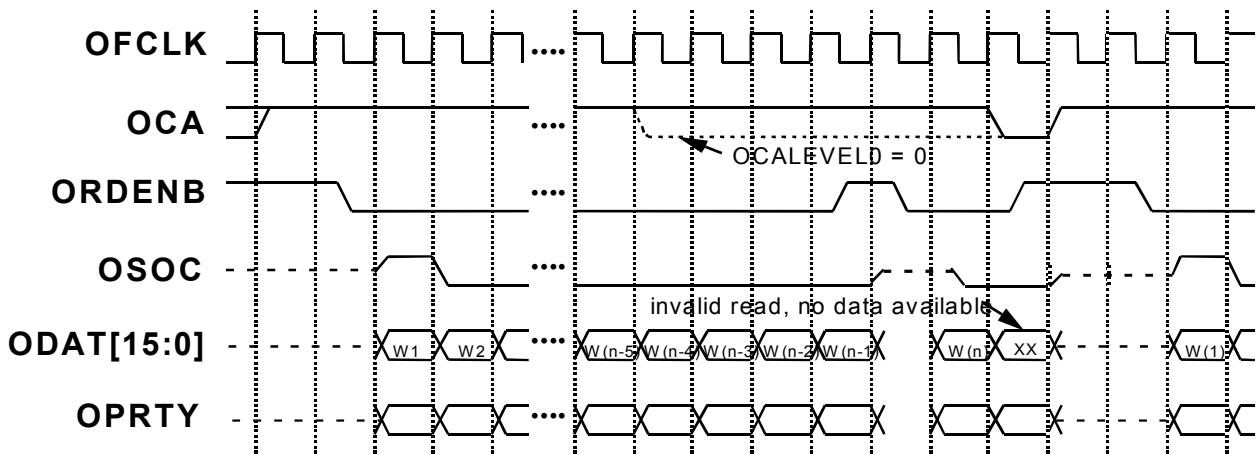 OFCLK
....
OCA
....
OCALEVEL0 = 0
ORDENB
....
OSOC
....
invalid read, no data available
ODAT[15:0]
W1 W2 .... W(n-5) W(n-4) W(n-3) W(n-2) W(n-1) W(n) XX W(1)
OPRTY
....